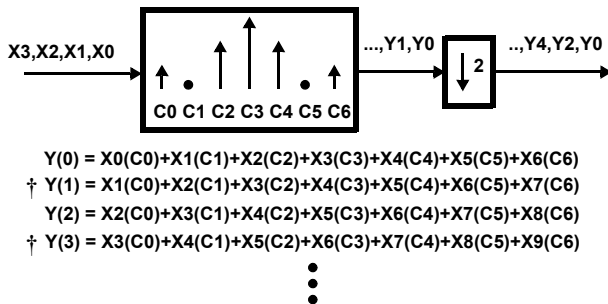 X3,X2,X1,X0
...,Y1,Y0
2
..,Y4,Y2,Y0
C0 C1 C2 C3 C4 C5 C6
Y(0) = X0(C0)+X1(C1)+X2(C2)+X3(C3)+X4(C4)+X5(C5)+X6(C6)
† Y(1) = X1(C0)+X2(C1)+X3(C2)+X4(C3)+X5(C4)+X6(C5)+X7(C6)
Y(2) = X2(C0)+X3(C1)+X4(C2)+X5(C3)+X6(C4)+X7(C5)+X8(C6)
† Y(3) = X3(C0)+X4(C1)+X5(C2)+X6(C3)+X7(C4)+X8(C5)+X9(C6)